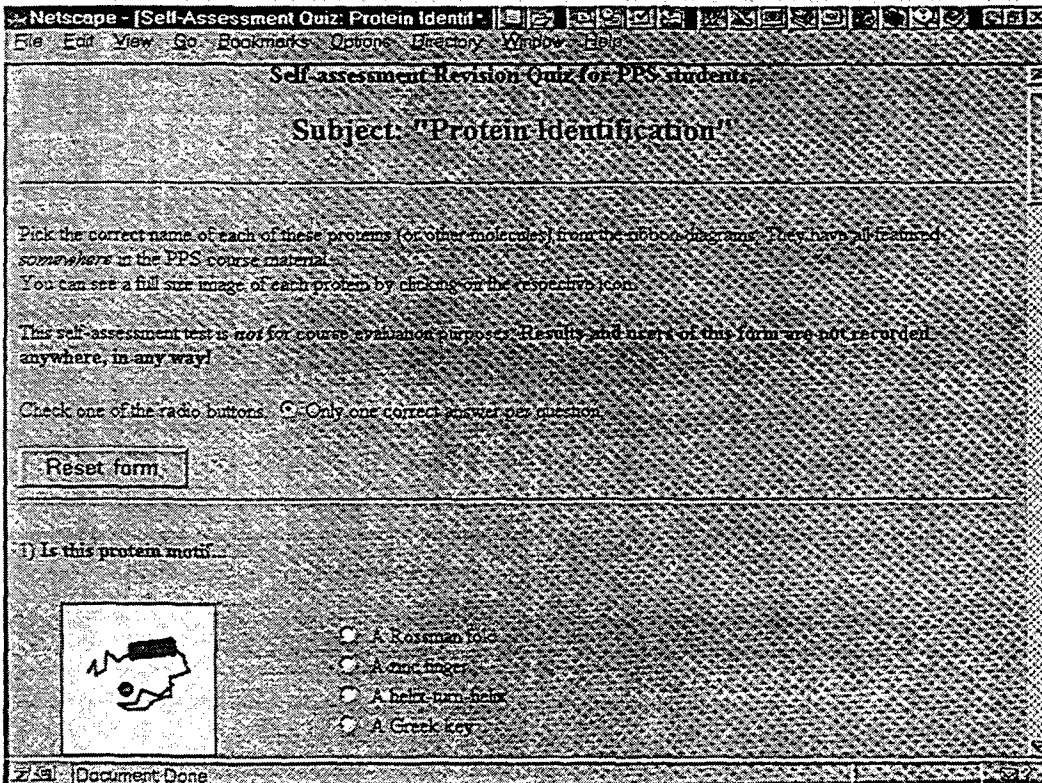 Netscape - [Self-Assessment Quiz: Protein Identif
File Edit View Go Bookmarks Options Directory Window Help
Self-assessment Revision Quiz for PPS students.
Subject: "Protein Identification"
Pick the correct name of each of these proteins (or other molecules) from the ribbon diagrams. They have all featured
somewhere in the PPS course material.
You can see a full size image of each protein by clicking on the respective icon.
This self-assessment test is not for course evaluation purposes. Results and users of this form are not recorded
anywhere, in any way!
Check one of the radio buttons. Only one correct answer per question.
Reset form
1) Is this protein motif...
A Rossman fold
A zinc finger
A helix-turn-helix
A Greek key
Document: Done